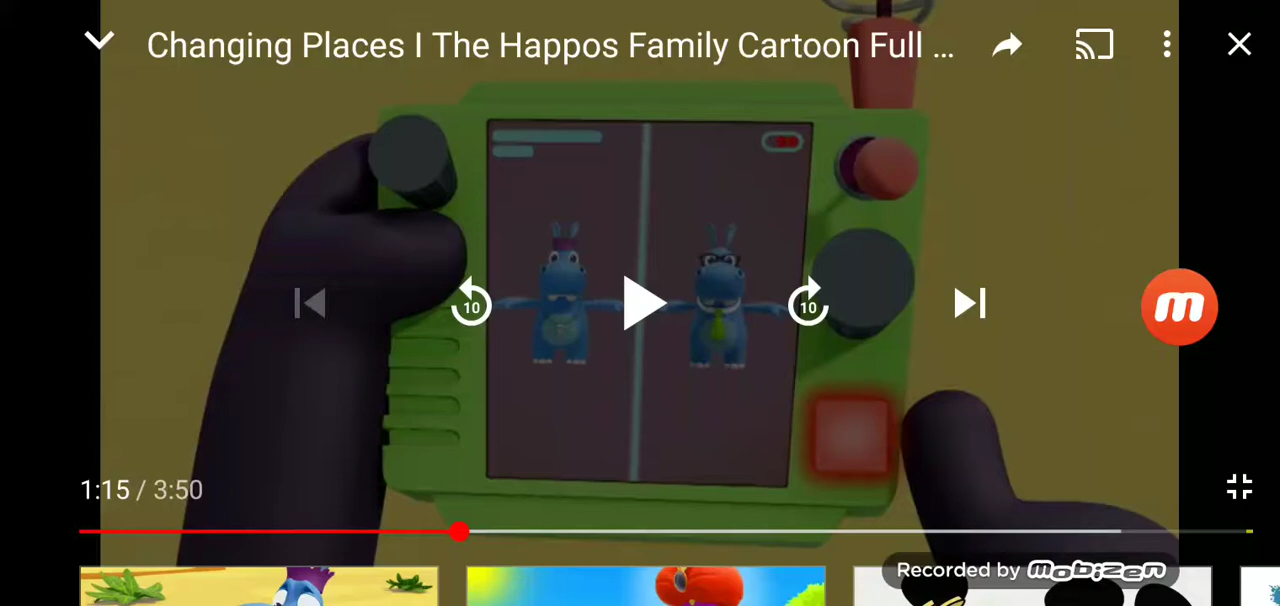 Changing Places I The Happos Family Cartoon Full ...
10
10
m
1:15 / 3:50
Recorded by mobizen